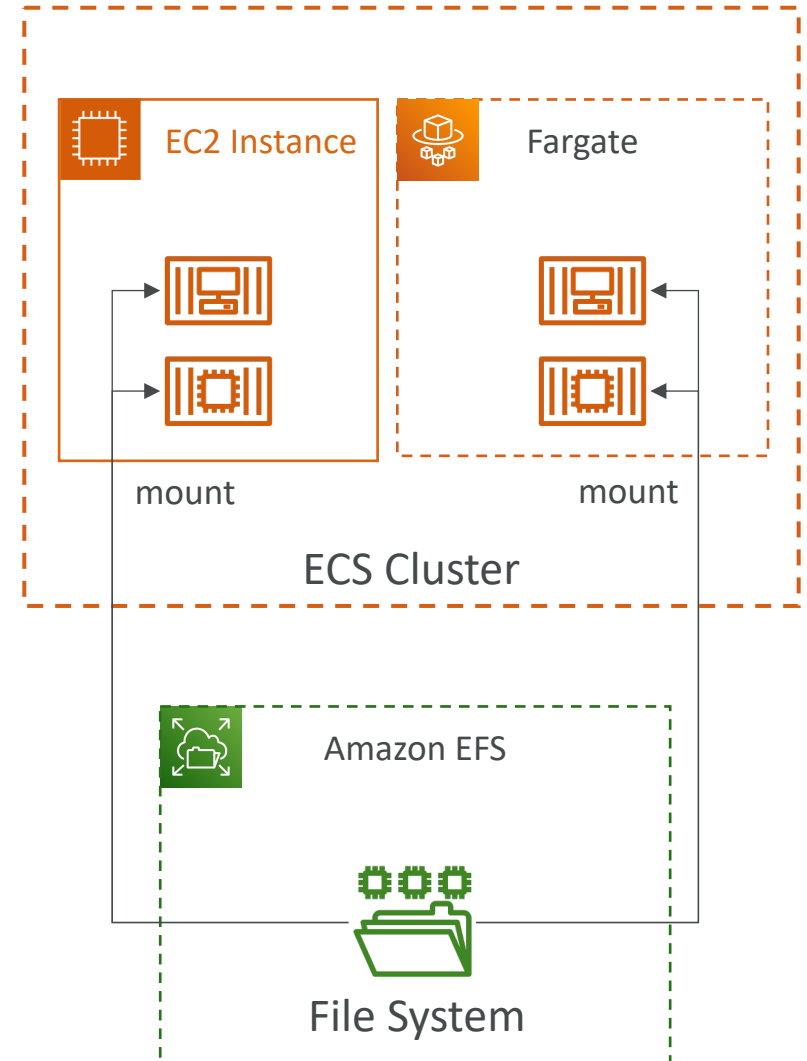 EC2 Instance
Fargate
mount
mount
ECS Cluster
Amazon EFS
File System